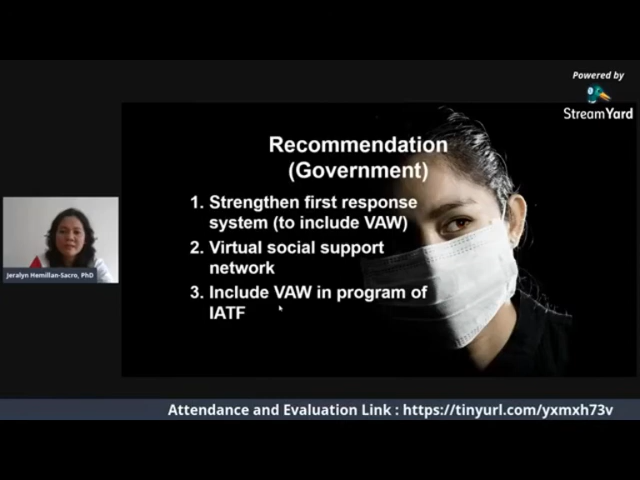 Powered by
StreamYard
Recommendation
(Government)
1. Strengthen first response
system (to include VAW)
2. Virtual social support
network
3. Include VAW in program of
IATF
Jeralyn Hemillan-Sacro, PhD
Attendance and Evaluation Link : https://tinyurl.com/yxmxh73v